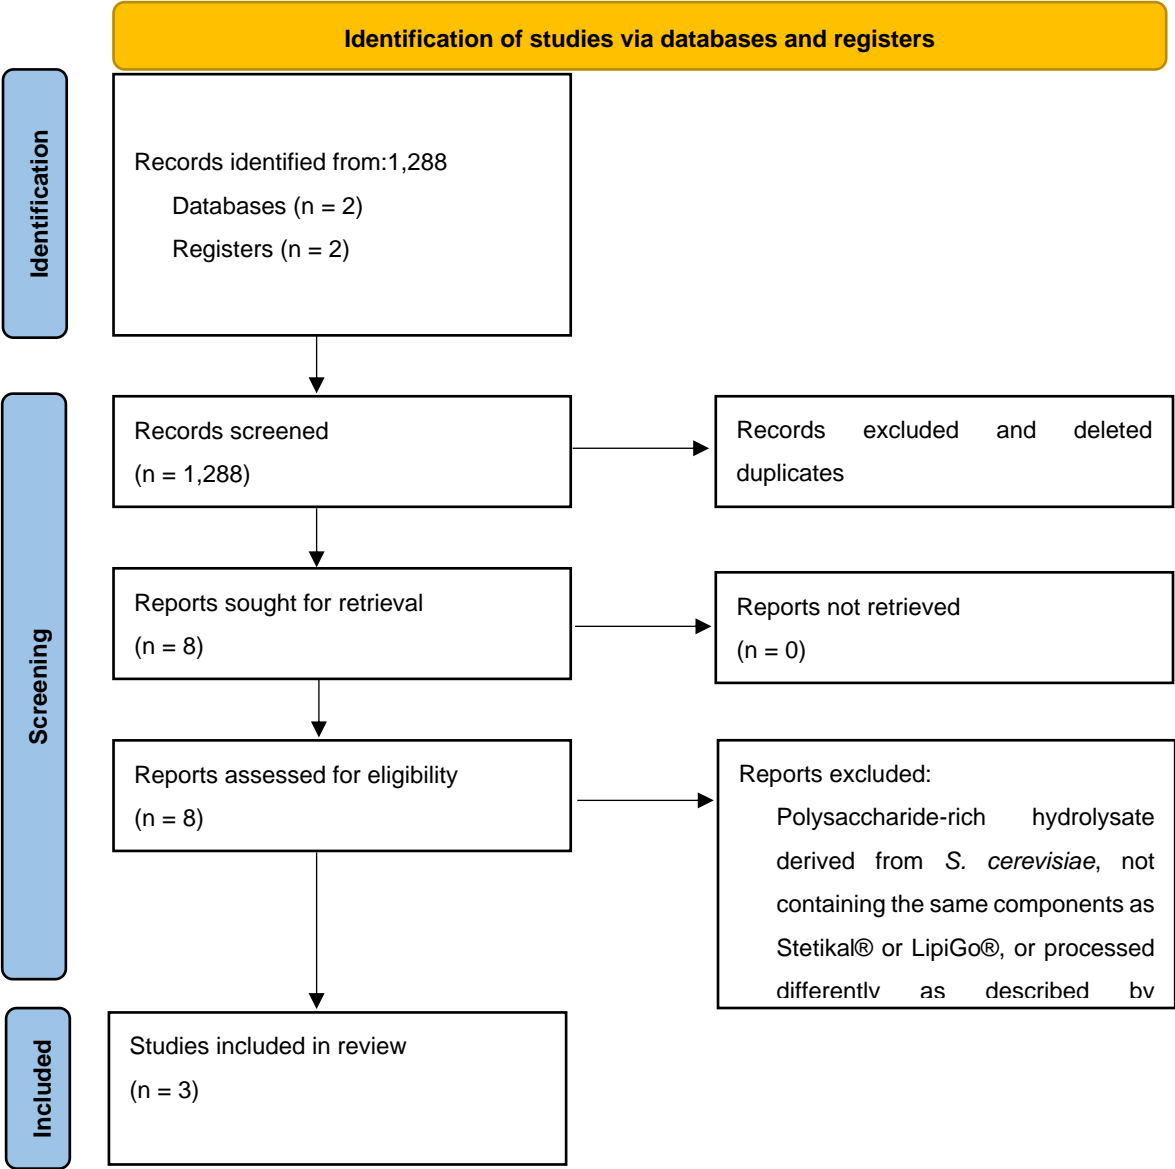 Identification of studies via databases and registers
Identification
Records identified from:1,288
Databases (n = 2)
Registers (n = 2)
Screening
Records screened
(n = 1,288)
Records excluded and deleted
duplicates
Reports sought for retrieval
(n = 8)
Reports not retrieved
(n = 0)
Reports assessed for eligibility
(n = 8)
Reports excluded:
Polysaccharide-rich hydrolysate
derived from S. cerevisiae, not
containing the same components as
Stetikal® or LipiGo®, or processed
differently as described by
Included
Studies included in review
(n = 3)